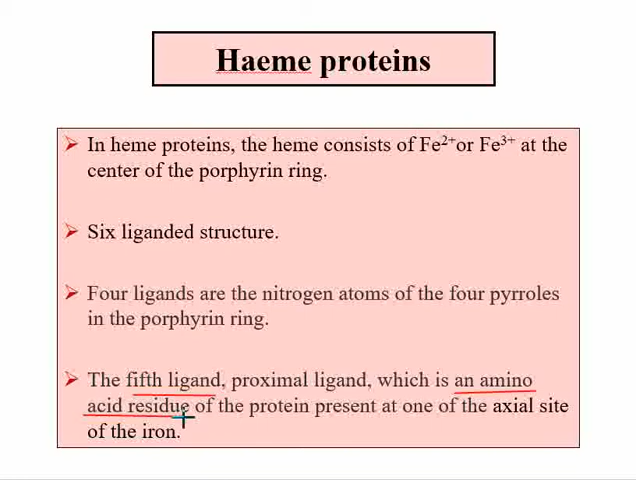 Haeme proteins
➢ In heme proteins, the heme consists of Fe²⁺or Fe³⁺ at the
center of the porphyrin ring.
➢ Six liganded structure.
➢ Four ligands are the nitrogen atoms of the four pyrroles
in the porphyrin ring.
➢ The fifth ligand, proximal ligand, which is an amino
acid residue of the protein present at one of the axial site
of the iron.